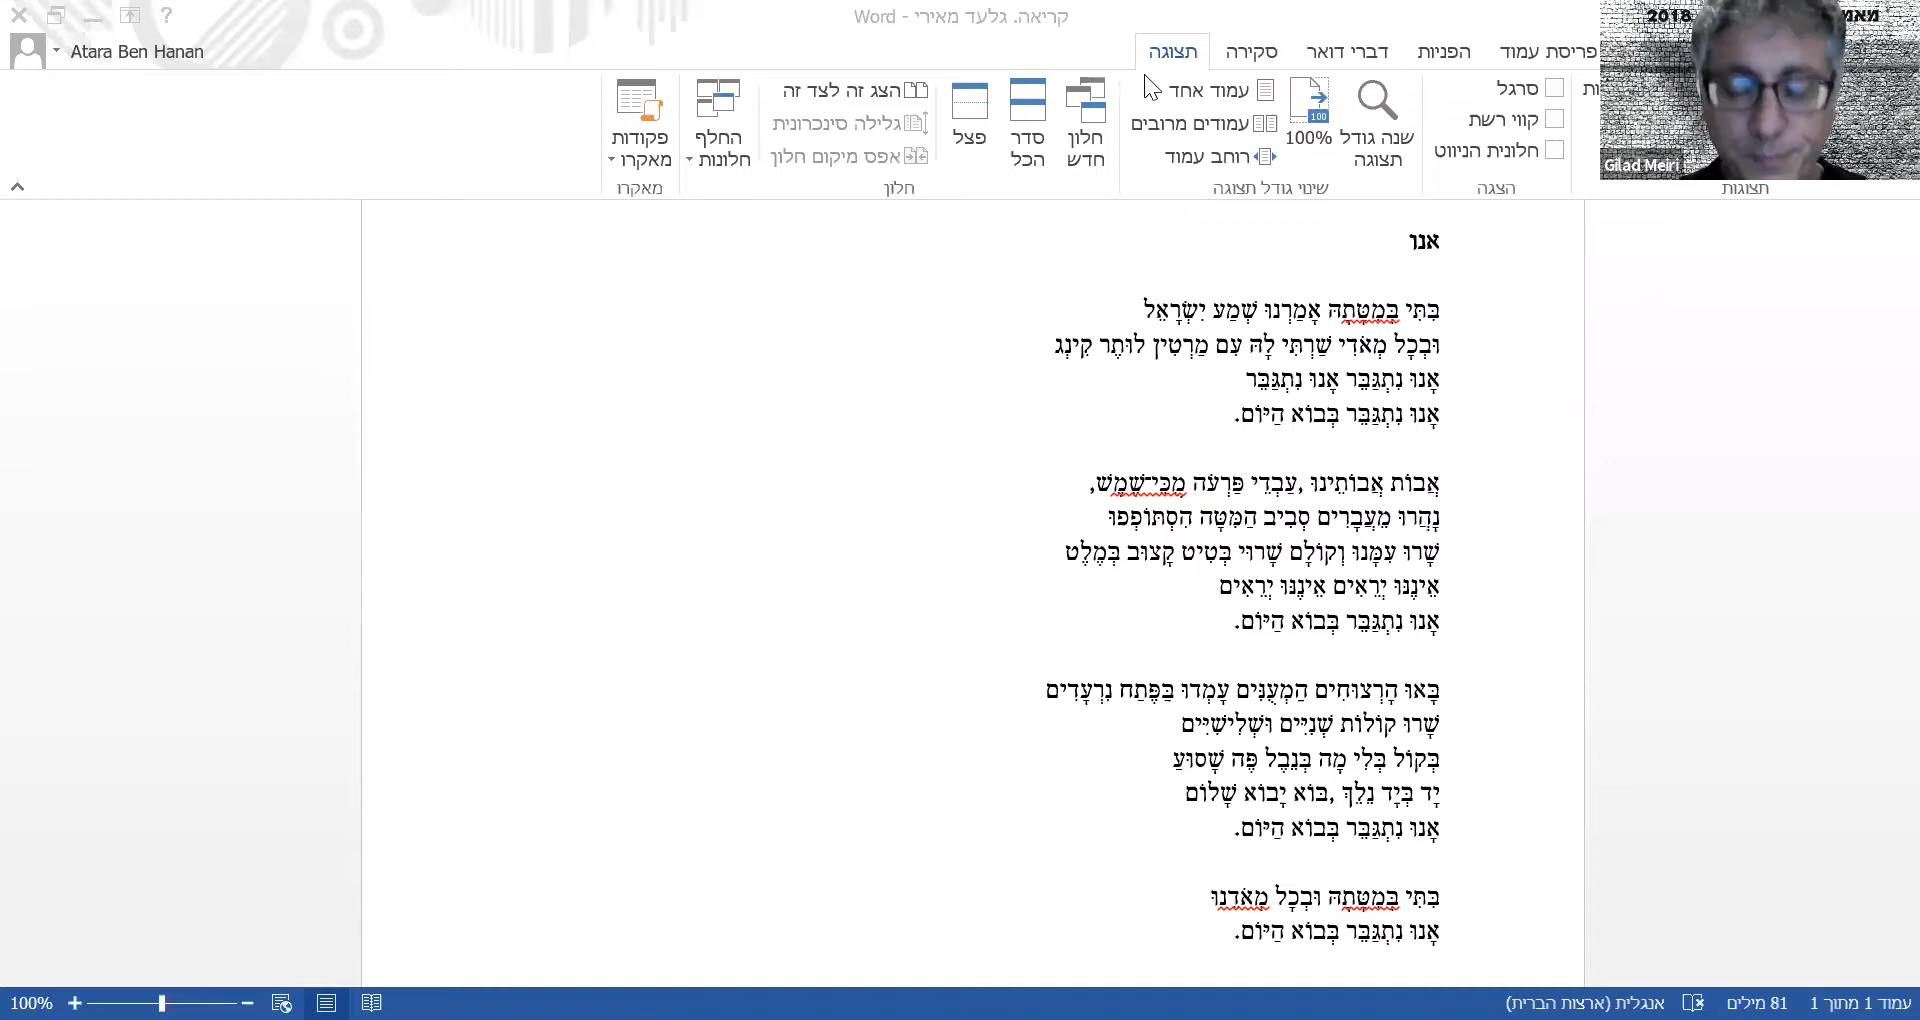 קריאה. גלעד מאירי - Word
?
Atara Ben Hanan
2018
פריסת עמוד
הפניות
דברי דואר
סקירה
תצוגה
סרגל
קווי רשת
חלונית הניווט
הצגה
תצוגות
Gilad Meiri
שנה גודל תצוגה
100
100%
עמוד אחד
עמודים מרובים
רוחב עמוד
שינוי גודל תצוגה
חלון חדש
סדר הכל
פצל
הצג זה לצד זה
גלילה סינכרונית
אפס מיקום חלון
החלף חלונות
חלון
פקודות מאקרו
מאקרו
אנו
בִּתִּי בְּמִטָּתָהּ אָמַרְנוּ שְׁמַע יִשְׂרָאֵל
וּבְכָל מְאֹדִי שַׁרְתִּי לָהּ עִם מַרְטִין לוּתֶר קִינְג
אָנוּ נִתְגַּבֵּר אָנוּ נִתְגַּבֵּר
אָנוּ נִתְגַּבֵּר בְּבוֹא הַיּוֹם.
אֲבוֹת אֲבוֹתֵינוּ ,עַבְדֵי פַּרְעֹה מֻכֵּי־שֶׁמֶשׁ,
נָהֲרוּ מֵעֲבָרִים סְבִיב הַמִּטָּה הִסְתּוֹפְפוּ
שָׁרוּ עִמָּנוּ וְקוֹלָם שָׁרוּי בְּטִיט קָצוּב בְּמֶלֶט
אֵינֶנּוּ יְרֵאִים אֵינֶנּוּ יְרֵאִים
אָנוּ נִתְגַּבֵּר בְּבוֹא הַיּוֹם.
בָּאוּ הָרְצוּחִים הַמְעֻנִּים עָמְדוּ בַּפֶּתַח נִרְעָדִים
שָׁרוּ קוֹלוֹת שְׁנִיִּים וּשְׁלִישִׁיִּים
בְּקוֹל בְּלִי מָה בְּנֵבֶל פֶּה שָׁסוּעַ
יָד בְּיָד נֵלֵךְ ,בּוֹא יָבוֹא שָׁלוֹם
אָנוּ נִתְגַּבֵּר בְּבוֹא הַיּוֹם.
בִּתִּי בְּמִטָּתָהּ וּבְכָל מְאֹדֵנוּ
אָנוּ נִתְגַּבֵּר בְּבוֹא הַיּוֹם.
עמוד 1 מתוך 1
81 מילים
אנגלית (ארצות הברית)
100%